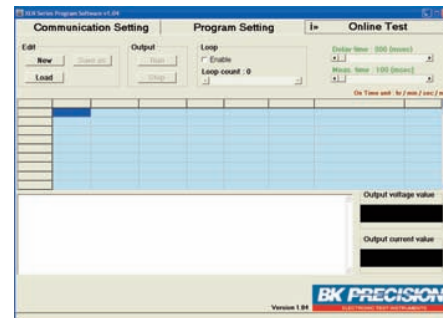 XLN Series Program Software v1.04
Communication Setting
Program Setting
i»
Online Test
Edit
New
Save as
Load
Output
Run
Stop
Loop
Enable
Loop count : 0
Delay time : 800 (msec)
Meas. time : 100 (msec)
On Time unit : hr / min / sec / m
Output voltage value
Output current value
Version 1.04
BK PRECISION
ELECTRONIC TEST INSTRUMENTS